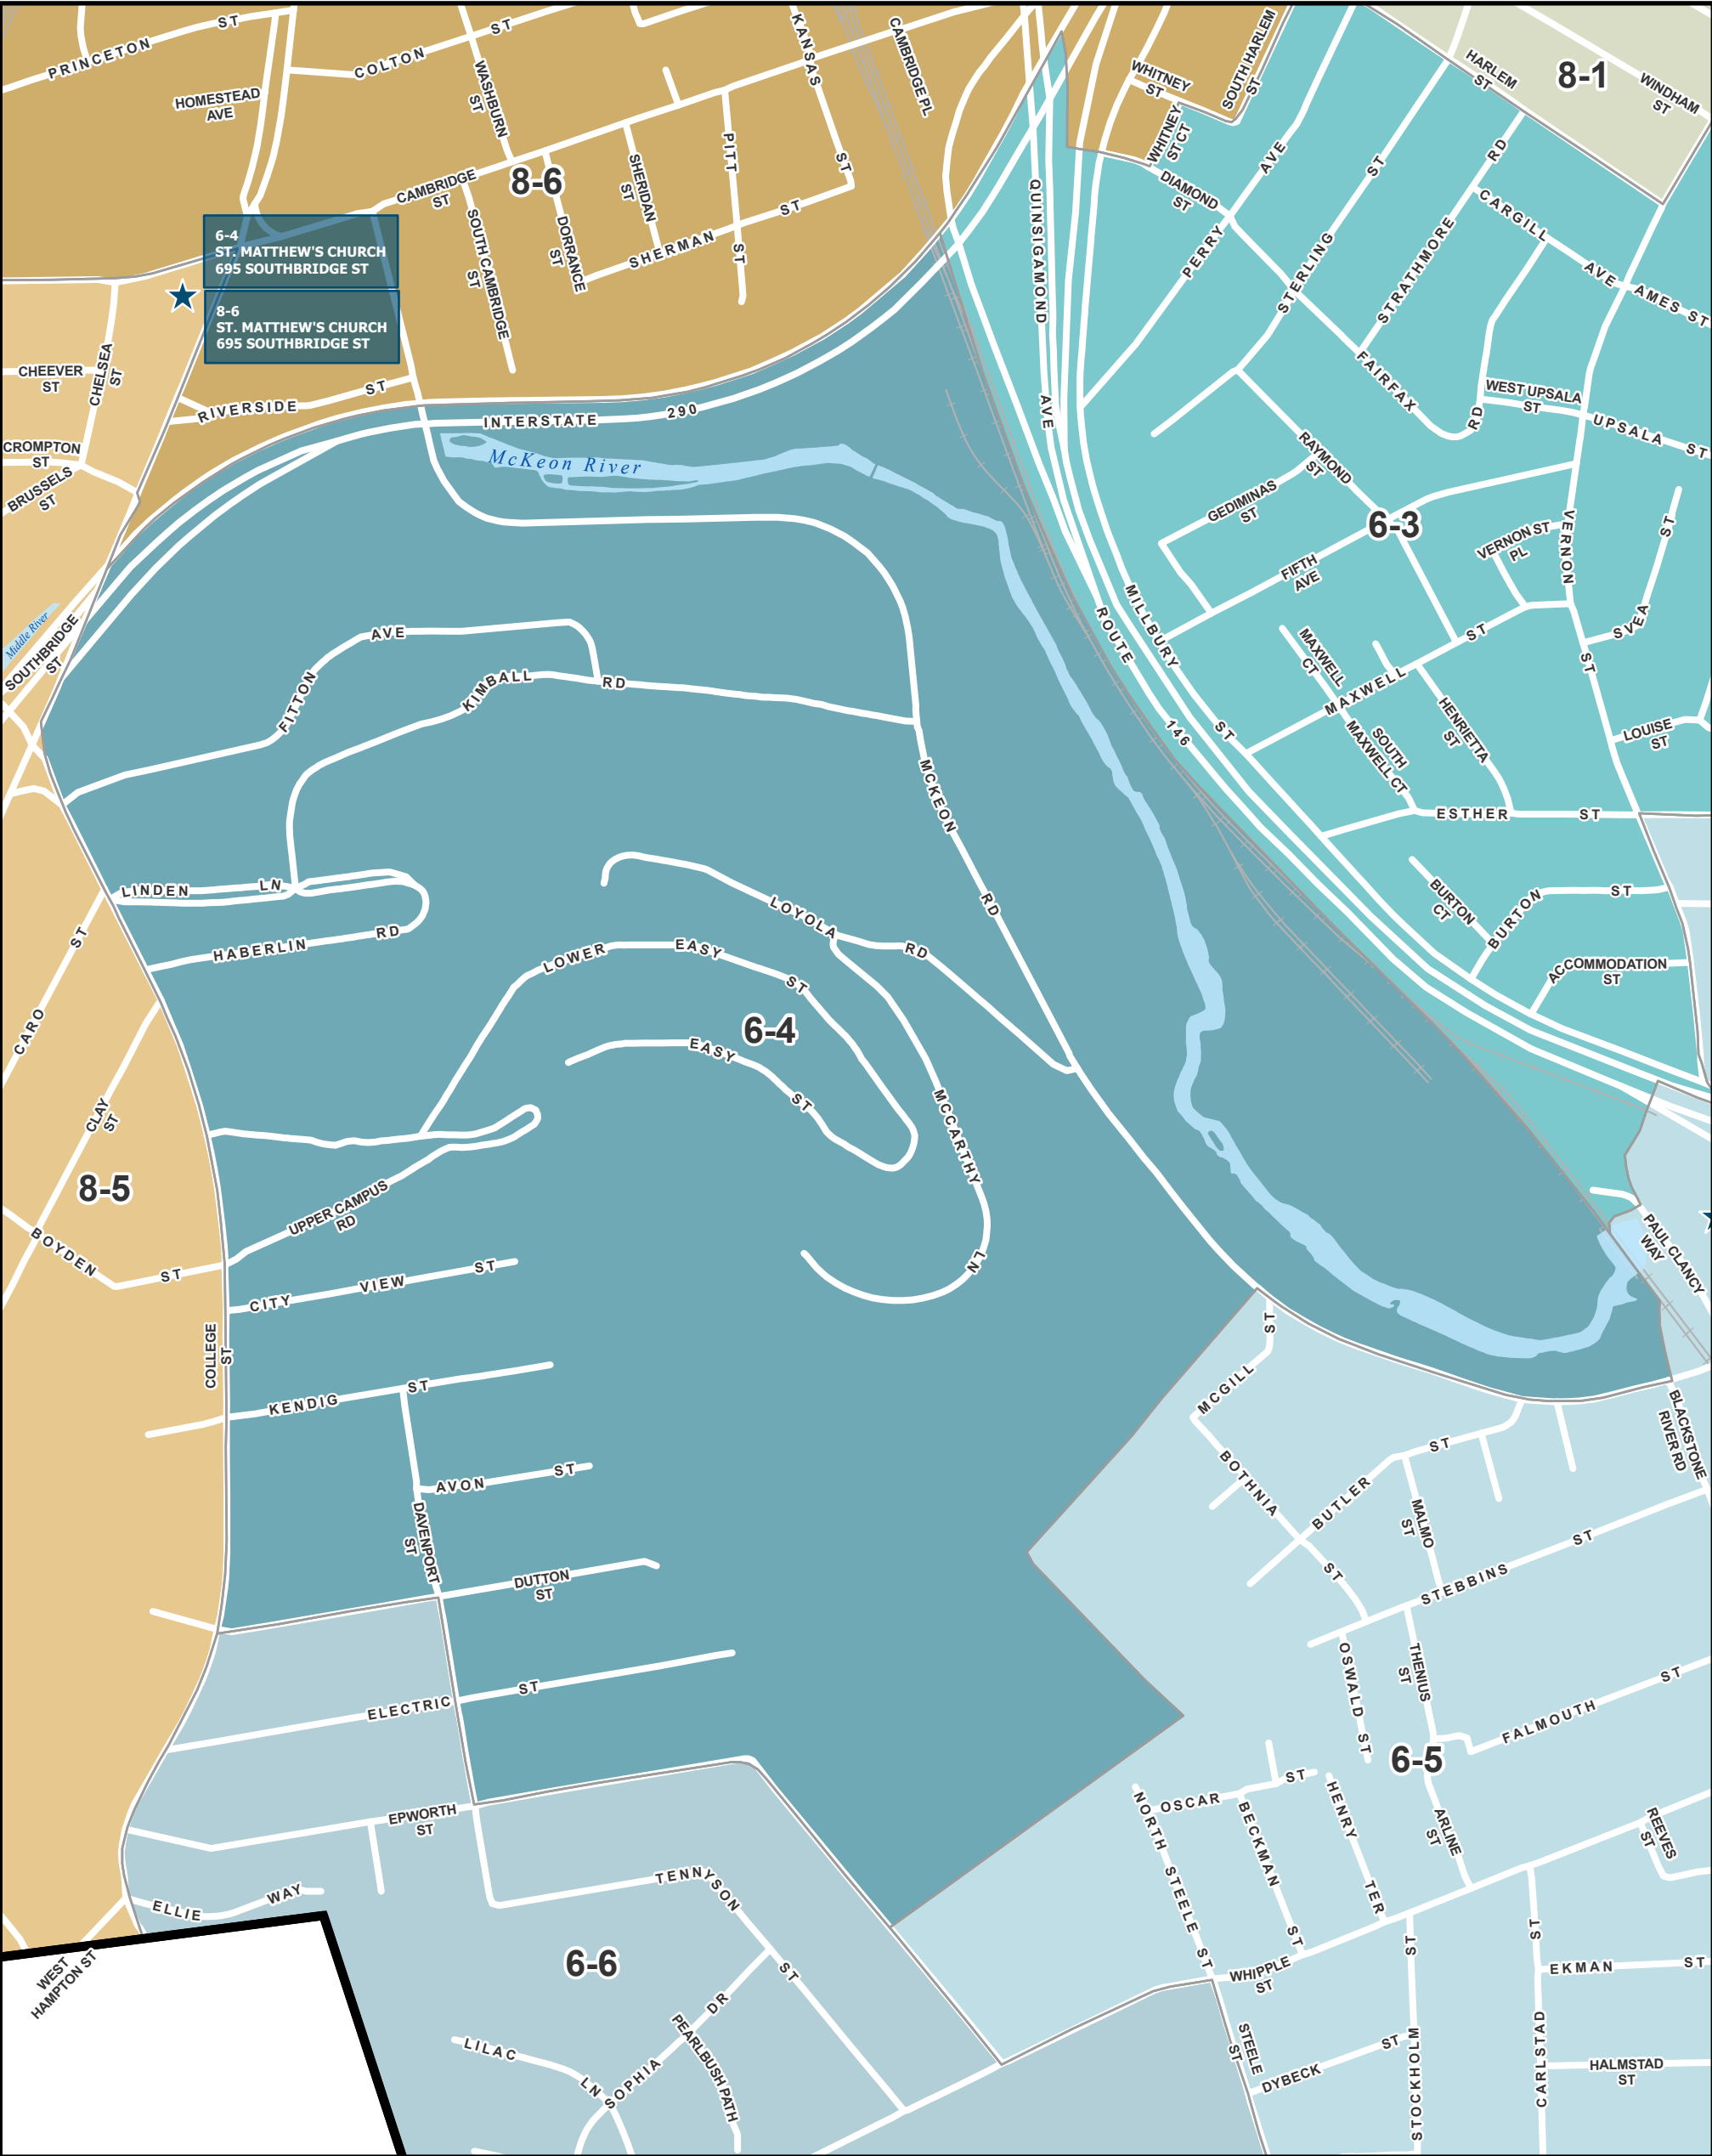 PRINCETON ST
COLTON ST
HOMESTEAD
AVE
WASHBURN
ST
KANSAS ST
CAMBRIDGE PL
WHITNEY
ST
SOUTH HARLEM
ST
HARLEM
ST
8-1
WINDHAM
ST
WHITNEY
ST CT
DIAMOND
ST
CAMBRIDGE
ST
8-6
SHERIDAN
ST
PITT ST
DORRANCE
ST
SOUTH CAMBRIDGE
ST
SHERMAN ST
QUINSIGAMOND AVE
PERRY AVE
STERLING ST
STRATHMORE RD
CARGILL AVE
AMES ST
6-4
ST. MATTHEW'S CHURCH
695 SOUTHBRIDGE ST
8-6
ST. MATTHEW'S CHURCH
695 SOUTHBRIDGE ST
CHEEVER
ST
CHELSEA
ST
RIVERSIDE ST
INTERSTATE 290
McKeon River
CROMPTON
ST
BRUSSELS
ST
FAIRFAX RD
WEST UPSALA
ST
UPSALA ST
RAYMOND
ST
GEDIMINAS
ST
6-3
FIFTH
AVE
VERNON ST
PL
VERNON ST
SVEA ST
Middle River
SOUTHBRIDGE
ST
FITTON AVE
KIMBALL RD
ROUTE 146
MILLBURY ST
MAXWELL
CT
MAXWELL ST
SOUTH
MAXWELL CT
HENRIETTA
ST
LOUISE
ST
ESTHER ST
MCKEON RD
LINDEN LN
HABERLIN RD
LOYOLA RD
LOWER EASY ST
BURTON
CT
BURTON ST
ACCOMMODATION
ST
CARO ST
6-4
EASY ST
MCCARTHY LN
CLAY
ST
8-5
UPPER CAMPUS
RD
BOYDEN ST
CITY VIEW ST
PAUL CLANCY
WAY
COLLEGE
ST
KENDIG ST
MCGILL ST
BLACKSTONE
RIVER RD
AVON ST
DAVENPORT
ST
BOTHNIA ST
BUTLER ST
MALMO
ST
STEBBINS ST
DUTTON
ST
OSWALD ST
THENIUS
ST
FALMOUTH ST
ELECTRIC ST
6-5
EPWORTH
ST
OSCAR ST
NORTH STEELE ST
BECKMAN ST
HENRY TER
ARLINE
ST
REEVES
ST
TENNYSON ST
ELLIE WAY
WEST
HAMPTON ST
6-6
WHIPPLE
ST
EKMAN ST
LILAC LN
SOPHIA DR
PEARLBUSH PATH
STEELE
ST
DYBECK ST
STOCKHOLM ST
CARLSTAD ST
HALMSTAD
ST